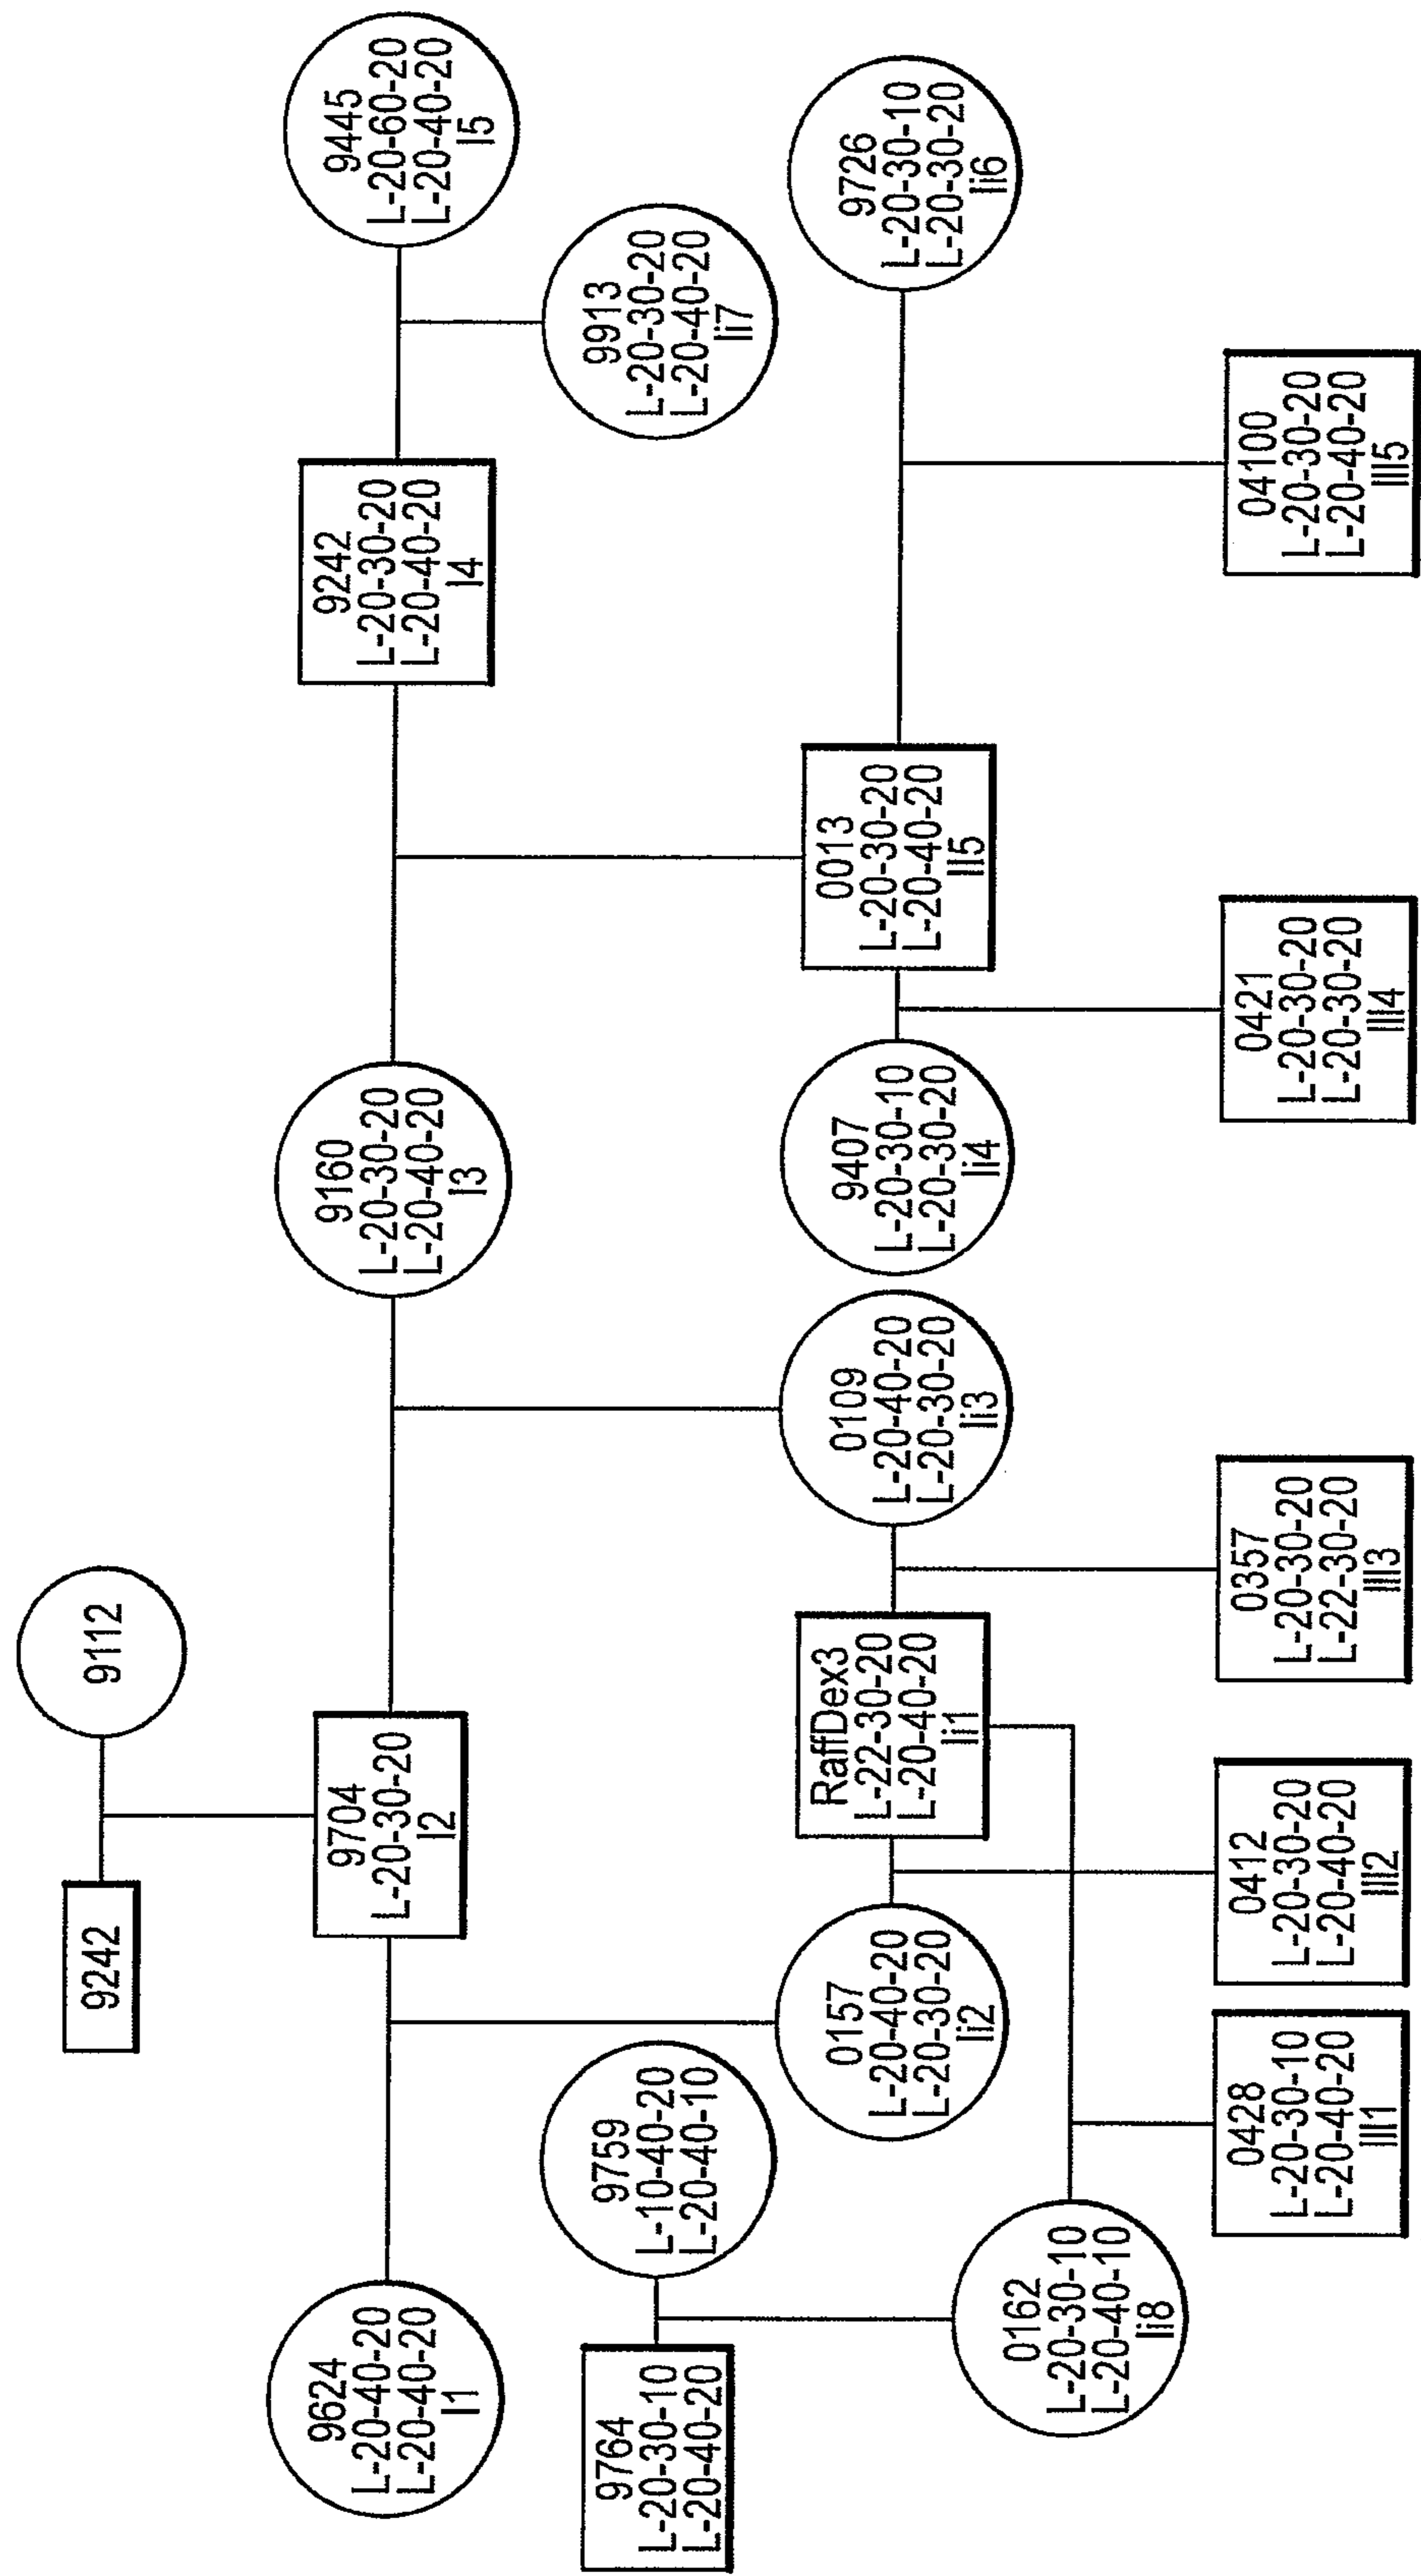 9242
9112
9624
L-20-40-20
L-20-40-20
I1
9704
L-20-30-20
I2
9160
L-20-30-20
L-20-40-20
I3
9242
L-20-30-20
L-20-40-20
I4
9445
L-20-60-20
L-20-40-20
I5
9764
L-20-30-10
L-20-40-20
9759
L-10-40-20
L-20-40-10
9913
L-20-30-20
L-20-40-20
Ii7
0157
L-20-40-20
L-20-30-20
Ii2
RaffDex3
L-22-30-20
L-20-40-20
Ii1
0109
L-20-40-20
L-20-30-20
Ii3
9407
L-20-30-10
L-20-30-20
Ii4
0013
L-20-30-20
L-20-40-20
II5
9726
L-20-30-10
L-20-30-20
Ii6
0162
L-20-30-10
L-20-40-10
Ii8
0428
L-20-30-10
L-20-40-20
III1
0412
L-20-30-20
L-20-40-20
III2
0357
L-20-30-20
L-22-30-20
III3
0421
L-20-30-20
L-20-30-20
III4
04100
L-20-30-20
L-20-40-20
III5